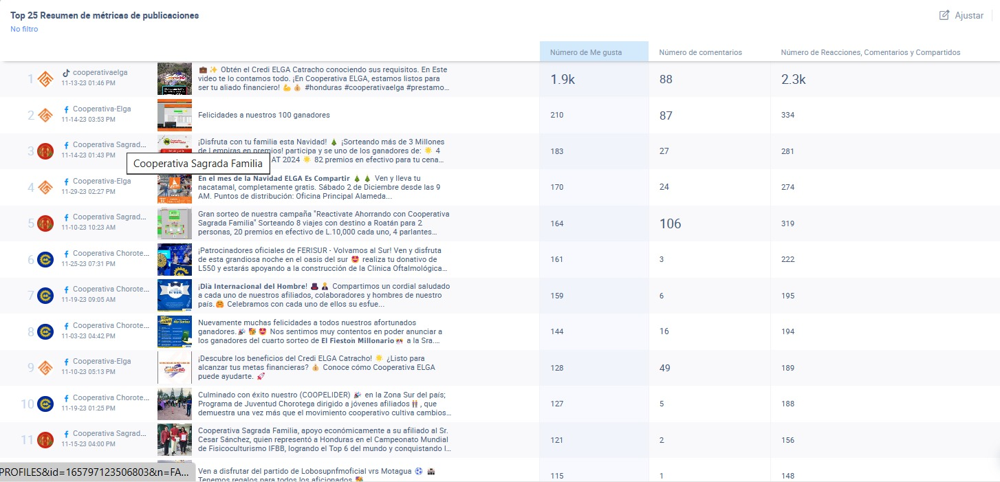 Top 25 Resumen de métricas de publicaciones
Ajustar
No filtro
Número de Me gusta
Número de comentarios
Número de Reacciones, Comentarios y Compartidos
1
cooperativaelga
11-13-23 01:46 PM
💼 ✨ Obtén el Credi ELGA Catracho conociendo sus requisitos. En Este
video te lo contamos todo. ¡En Cooperativa ELGA, estamos listos para
ser tu aliado financiero! 💪 💰 #honduras #cooperativaelga #prestamo...
1.9k
88
2.3k
2
Cooperativa-Elga
11-14-23 03:53 PM
Felicidades a nuestros 100 ganadores
210
87
334
3
Cooperativa Sagrad...
11-14-23 01:43 PM
¡Disfruta con tu familia esta Navidad! 🎄 ¡Sorteando más de 3 Millones
de Lempiras en premios! participa y se uno de los ganadores de: 🌟 4
AT 2024 🌟 82 premios en efectivo para tu cena...
183
27
281
Cooperativa Sagrada Familia
4
Cooperativa-Elga
11-29-23 02:27 PM
En el mes de la Navidad ELGA Es Compartir 🎄 🎄 Ven y lleva tu
nacatamal, completamente gratis. Sábado 2 de Diciembre desde las 9
AM. Puntos de distribución: Oficina Principal Alameda...
170
24
274
5
Cooperativa Sagrad...
11-10-23 10:23 AM
Gran sorteo de nuestra campaña "Reactivate Ahorrando con Cooperativa
Sagrada Familia" Sorteando 8 viajes con destino a Roatán para 2
personas, 20 premios en efectivo de L.10,000 cada uno, 4 parlantes...
164
106
319
6
Cooperativa Chorote...
11-25-23 07:31 PM
¡Patrocinadores oficiales de FERISUR - Volvamos al Sur! Ven y disfruta
de esta grandiosa noche en el oasis del sur 🤩 realiza tu donativo de
L550 y estarás apoyando a la construcción de la Clínica Oftalmológica...
161
3
222
7
Cooperativa Chorote...
11-19-23 09:05 AM
¡Día Internacional del Hombre! 🎩 🤵 Compartimos un cordial saludado
a cada uno de nuestros afiliados, colaboradores y hombres de nuestro
país.🤗 Celebramos con cada uno de ellos su esfue...
159
6
195
8
Cooperativa Chorote...
11-03-23 04:42 PM
Nuevamente muchas felicidades a todos nuestros afortunados
ganadores.🎉 🥳 🤩 Nos sentimos muy contentos en poder anunciar a
los ganadores del cuarto sorteo de El Fiestón Millonario🎊 a la Sra....
144
16
194
9
Cooperativa-Elga
11-10-23 05:13 PM
¡Descubre los beneficios del Credi ELGA Catracho! 🌟 ¿Listo para
alcanzar tus metas financieras? 💰 Conoce cómo Cooperativa ELGA
puede ayudarte. 🚀
128
49
189
10
Cooperativa Chorote...
11-19-23 01:25 PM
Culminado con éxito nuestro (COOPELIDER) 🎉 en la Zona Sur del país;
Programa de Juventud Chorotega dirigido a jóvenes afiliados 👬, que
demuestra una vez más que el movimiento cooperativo cultiva cambios...
127
5
188
11
Cooperativa Sagrad...
11-15-23 04:00 PM
Cooperativa Sagrada Familia, apoyo económicamente a su afiliado al Sr.
Cesar Sánchez, quien representó a Honduras en el Campeonato Mundial
de Fisicoculturismo IFBB, logrando el Top 6 del mundo y conquistando l...
121
2
156
PROFILES&id=165797123506803&n=FA...
Ven a disfrutar del partido de Lobosupnfmoficial vrs Motagua ⚽ 🏟
Tenemos regalos para todos los aficionados 🥳
115
1
148